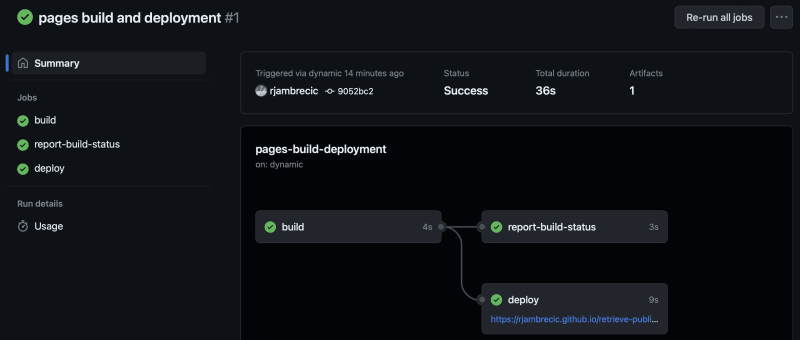 pages build and deployment #1
Re-run all jobs
Summary
Jobs
build
report-build-status
deploy
Run details
Usage
Triggered via dynamic 14 minutes ago
rjambrecic 9052bc2
Status
Success
Total duration
36s
Artifacts
1
pages-build-deployment
on: dynamic
build 4s
report-build-status 3s
deploy 9s
https://rjambrecic.github.io/retrieve-publi...